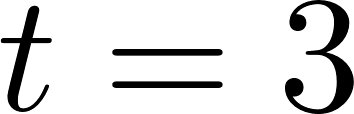 t = 3